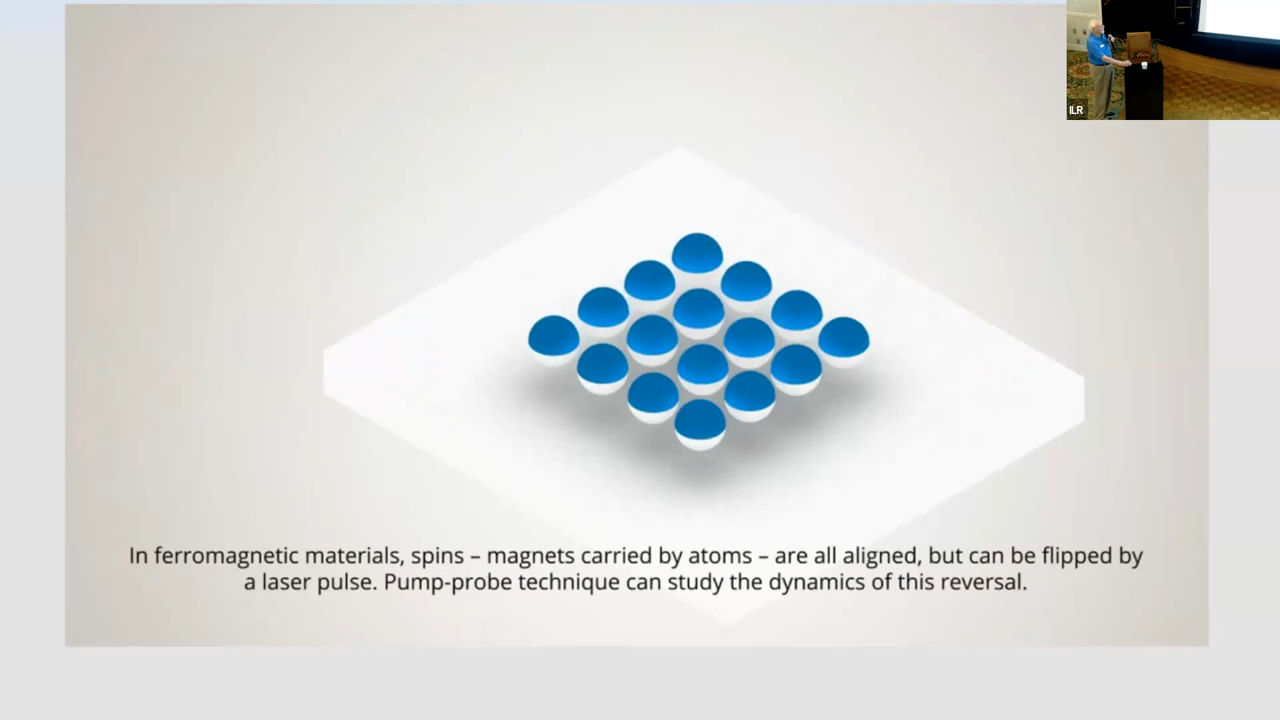 ILR
In ferromagnetic materials, spins – magnets carried by atoms – are all aligned, but can be flipped by
a laser pulse. Pump-probe technique can study the dynamics of this reversal.